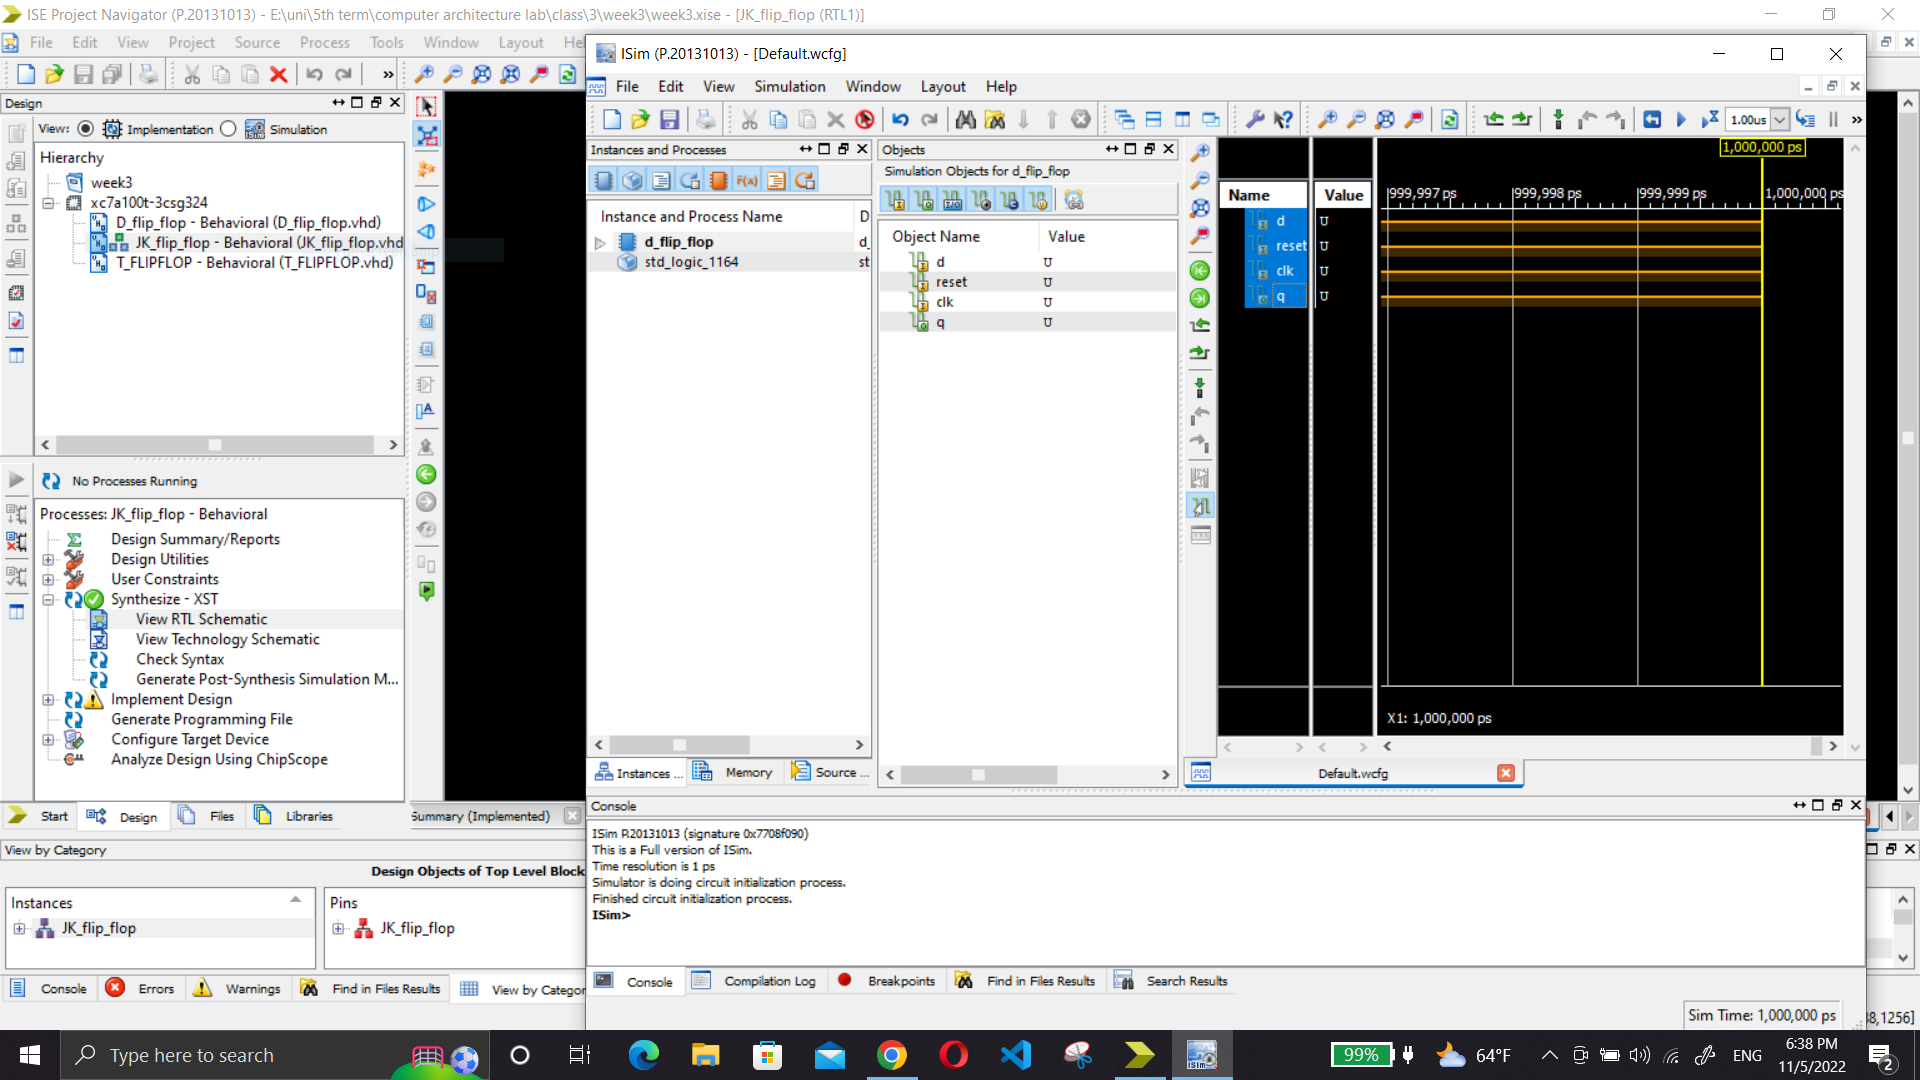 ISE Project Navigator (P.20131013) - E:\uni\5th term\computer architecture lab\class\3\week3\week3.xise - [JK_flip_flop (RTL1)]
File Edit View Project Source Process Tools Window Layout
Design
View: Implementation Simulation
Hierarchy
week3
xc7a100t-3csg324
D_flip_flop - Behavioral (D_flip_flop.vhd)
JK_flip_flop - Behavioral (JK_flip_flop.vhd
T_FLIPFLOP - Behavioral (T_FLIPFLOP.vhd)
No Processes Running
Processes: JK_flip_flop - Behavioral
Design Summary/Reports
Design Utilities
User Constraints
Synthesize - XST
View RTL Schematic
View Technology Schematic
Check Syntax
Generate Post-Synthesis Simulation M...
Implement Design
Generate Programming File
Configure Target Device
Analyze Design Using ChipScope
Start Design Files Libraries
Summary (Implemented)
View by Category
Design Objects of Top Level Block
Instances
JK_flip_flop
Pins
JK_flip_flop
Console Errors Warnings Find in Files Results View by Categor
ISim (P.20131013) - [Default.wcfg]
File Edit View Simulation Window Layout Help
1.00us
Instances and Processes
Instance and Process Name D
d_flip_flop d_
std_logic_1164 st
Instances ... Memory Source ...
Objects
Simulation Objects for d_flip_flop
Object Name Value
d U
reset U
clk U
q U
1,000,000 ps
Name Value
999,997 ps 999,998 ps 999,999 ps 1,000,000 ps
d U
reset U
clk U
q U
X1: 1,000,000 ps
Default.wcfg
Console
ISim P.20131013 (signature 0x7708f090)
This is a Full version of ISim.
Time resolution is 1 ps
Simulator is doing circuit initialization process.
Finished circuit initialization process.
ISim>
Console Compilation Log Breakpoints Find in Files Results Search Results
Sim Time: 1,000,000 ps
38,1256]
Type here to search
99%
64°F
ENG
6:38 PM
11/5/2022
2